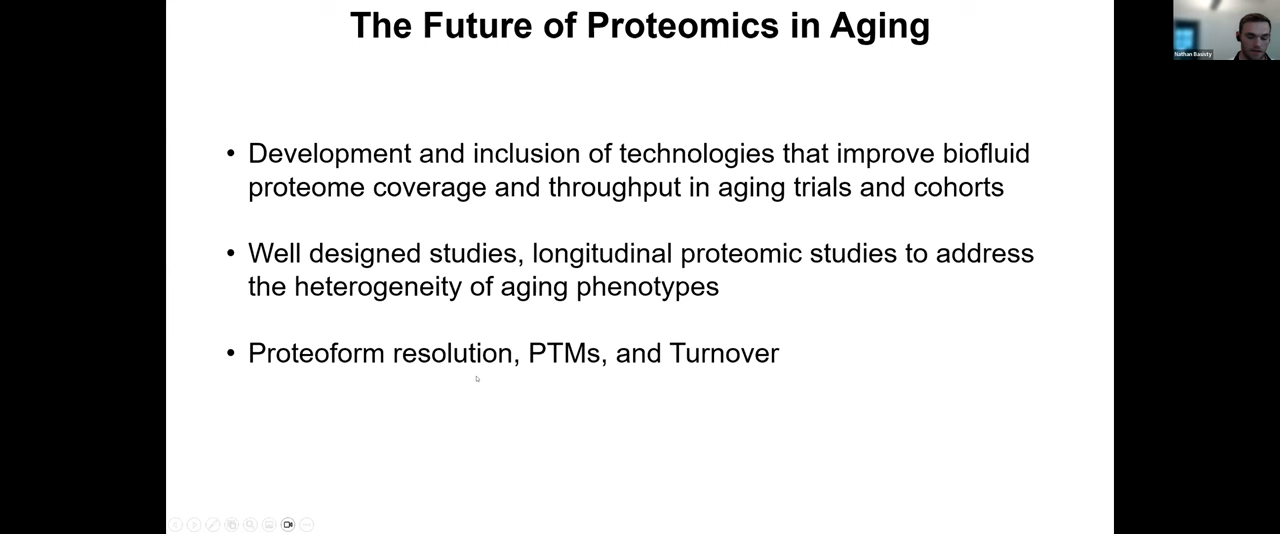 The Future of Proteomics in Aging
Nathan Basisty
• Development and inclusion of technologies that improve biofluid
proteome coverage and throughput in aging trials and cohorts
• Well designed studies, longitudinal proteomic studies to address
the heterogeneity of aging phenotypes
• Proteoform resolution, PTMs, and Turnover